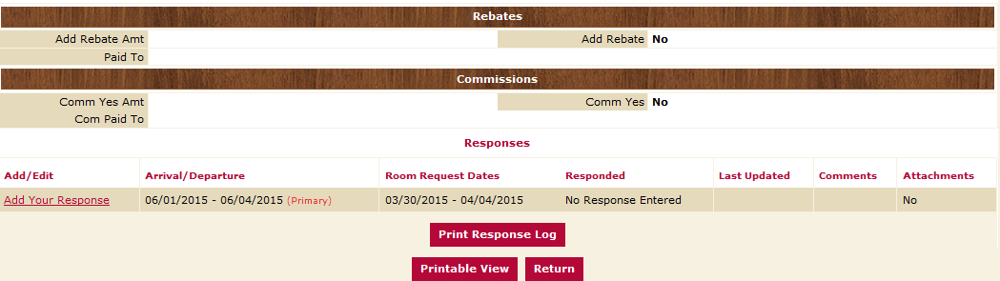 Rebates
Add Rebate Amt Add Rebate No
Paid To
Commissions
Comm Yes Amt Comm Yes No
Com Paid To
Responses
Add/Edit Arrival/Departure Room Request Dates Responded Last Updated Comments Attachments
Add Your Response 06/01/2015 - 06/04/2015 (Primary) 03/30/2015 - 04/04/2015 No Response Entered No
Print Response Log
Printable View Return